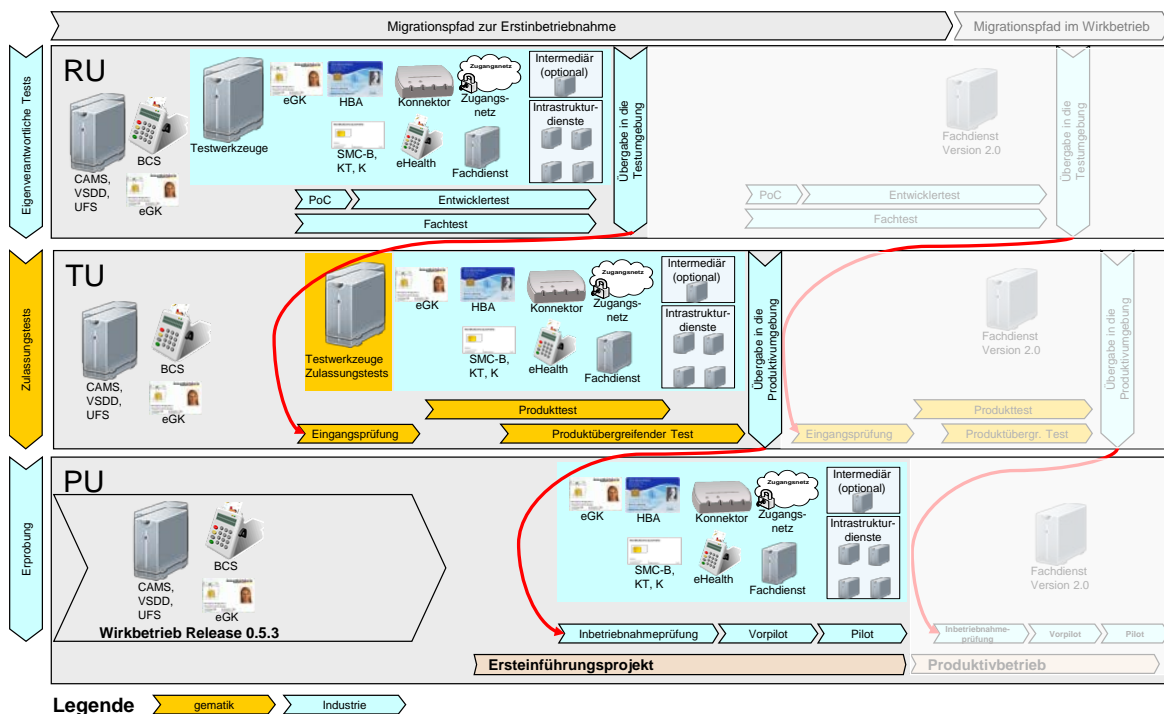 Migrationspfad zur Erstinbetriebnahme
Migrationspfad im Wirkbetrieb
Eigenverantwortliche Tests
RU
CAMS,
VSDD,
UFS
BCS
eGK
Testwerkzeuge
eGK
HBA
Konnektor
Zugangsnetz
Zugangs-
netz
SMC-B,
KT, K
eHealth
Fachdienst
Intermediär
(optional)
Intrastruktur-
dienste
PoC
Entwicklertest
Fachtest
Übergabe in die
Testumgebung
Fachdienst
Version 2.0
PoC
Entwicklertest
Fachtest
Übergabe in die
Testumgebung
Zulassungstests
TU
CAMS,
VSDD,
UFS
BCS
eGK
Testwerkzeuge
Zulassungstests
eGK
HBA
Konnektor
Zugangsnetz
Zugangs-
netz
SMC-B,
KT, K
eHealth
Fachdienst
Intermediär
(optional)
Intrastruktur-
dienste
Produkttest
Eingangsprüfung
Produktübergreifender Test
Übergabe in die
Produktivumgebung
Fachdienst
Version 2.0
Produkttest
Eingangsprüfung
Produktübergr. Test
Übergabe in die
Produktivumgebung
Erprobung
PU
CAMS,
VSDD,
UFS
BCS
eGK
Wirkbetrieb Release 0.5.3
eGK
HBA
Konnektor
Zugangsnetz
Zugangs-
netz
SMC-B,
KT, K
eHealth
Fachdienst
Intermediär
(optional)
Intrastruktur-
dienste
Inbetriebnahmeprüfung
Vorpilot
Pilot
Ersteinführungsprojekt
Fachdienst
Version 2.0
Inbetriebnahme-
prüfung
Vorpilot
Pilot
Produktivbetrieb
Legende
gematik
Industrie